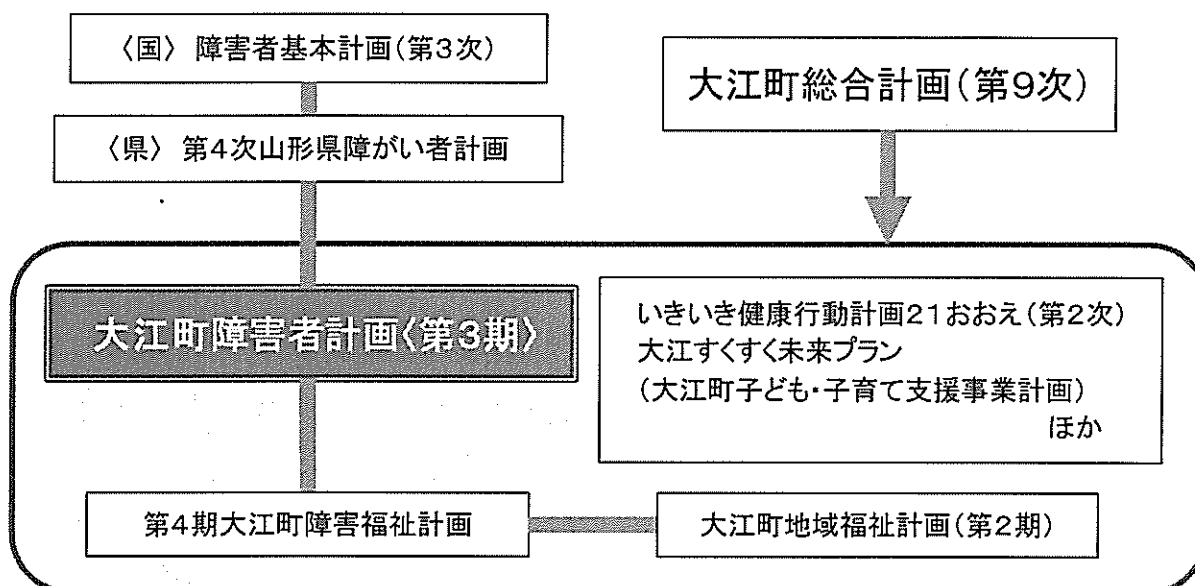 〈国〉 障害者基本計画(第3次)
大江町総合計画(第9次)
〈県〉 第4次山形県障がい者計画
大江町障害者計画〈第3期〉
いきいき健康行動計画21おおえ(第2次)
大江すくすく未来プラン
(大江町子ども・子育て支援事業計画)
ほか
第4期大江町障害福祉計画
大江町地域福祉計画(第2期)